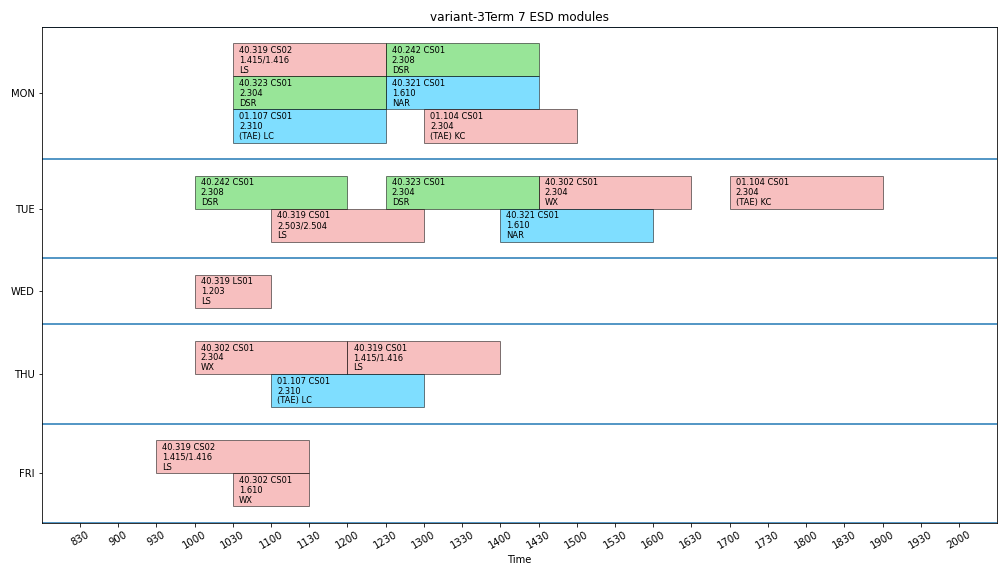 variant-3Term 7 ESD modules
MON
40.319 CS02
1.415/1.416
LS
40.242 CS01
2.308
DSR
40.323 CS01
2.304
DSR
40.321 CS01
1.610
NAR
01.107 CS01
2.310
(TAE) LC
01.104 CS01
2.304
(TAE) KC
TUE
40.242 CS01
2.308
DSR
40.323 CS01
2.304
DSR
40.302 CS01
2.304
WX
01.104 CS01
2.304
(TAE) KC
40.319 CS01
2.503/2.504
LS
40.321 CS01
1.610
NAR
WED
40.319 LS01
1.203
LS
THU
40.302 CS01
2.304
WX
40.319 CS01
1.415/1.416
LS
01.107 CS01
2.310
(TAE) LC
FRI
40.319 CS02
1.415/1.416
LS
40.302 CS01
1.610
WX
830 900 930 1000 1030 1100 1130 1200 1230 1300 1330 1400 1430 1500 1530 1600 1630 1700 1730 1800 1830 1900 1930 2000
Time